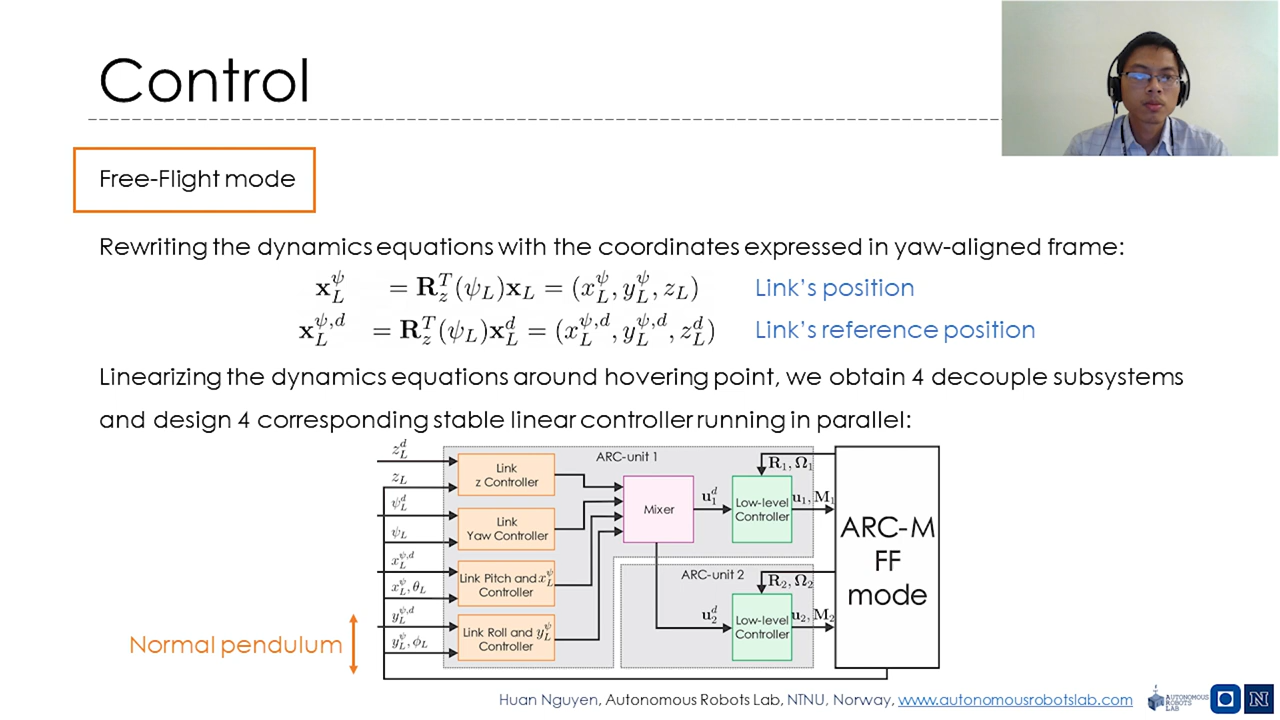 Control
Free-Flight mode
Rewriting the dynamics equations with the coordinates expressed in yaw-aligned frame:
𝐱_L^ψ = 𝐑_z^T(ψ_L)𝐱_L = (x_L^ψ, y_L^ψ, z_L) Link's position
𝐱_L^{ψ,d} = 𝐑_z^T(ψ_L)𝐱_L^d = (x_L^{ψ,d}, y_L^{ψ,d}, z_L^d) Link's reference position
Linearizing the dynamics equations around hovering point, we obtain 4 decouple subsystems
and design 4 corresponding stable linear controller running in parallel:
z_L^d
z_L
ψ_L^d
ψ_L
x_L^{ψ,d}
x_L^ψ, θ_L
y_L^{ψ,d}
y_L^ψ, ϕ_L
Normal pendulum
ARC-unit 1
Link
z Controller
Link
Yaw Controller
Link Pitch and x_L^ψ
Controller
Link Roll and y_L^ψ
Controller
Mixer
𝐮_1^d
𝐑_1, Ω_1
Low-level
Controller
𝐮_1, 𝐌_1
ARC-unit 2
𝐮_2^d
𝐑_2, Ω_2
Low-level
Controller
𝐮_2, 𝐌_2
ARC-M
FF
mode
Huan Nguyen, Autonomous Robots Lab, NTNU, Norway, www.autonomousrobotslab.com
AUTONOMOUS
ROBOTS
LAB
N